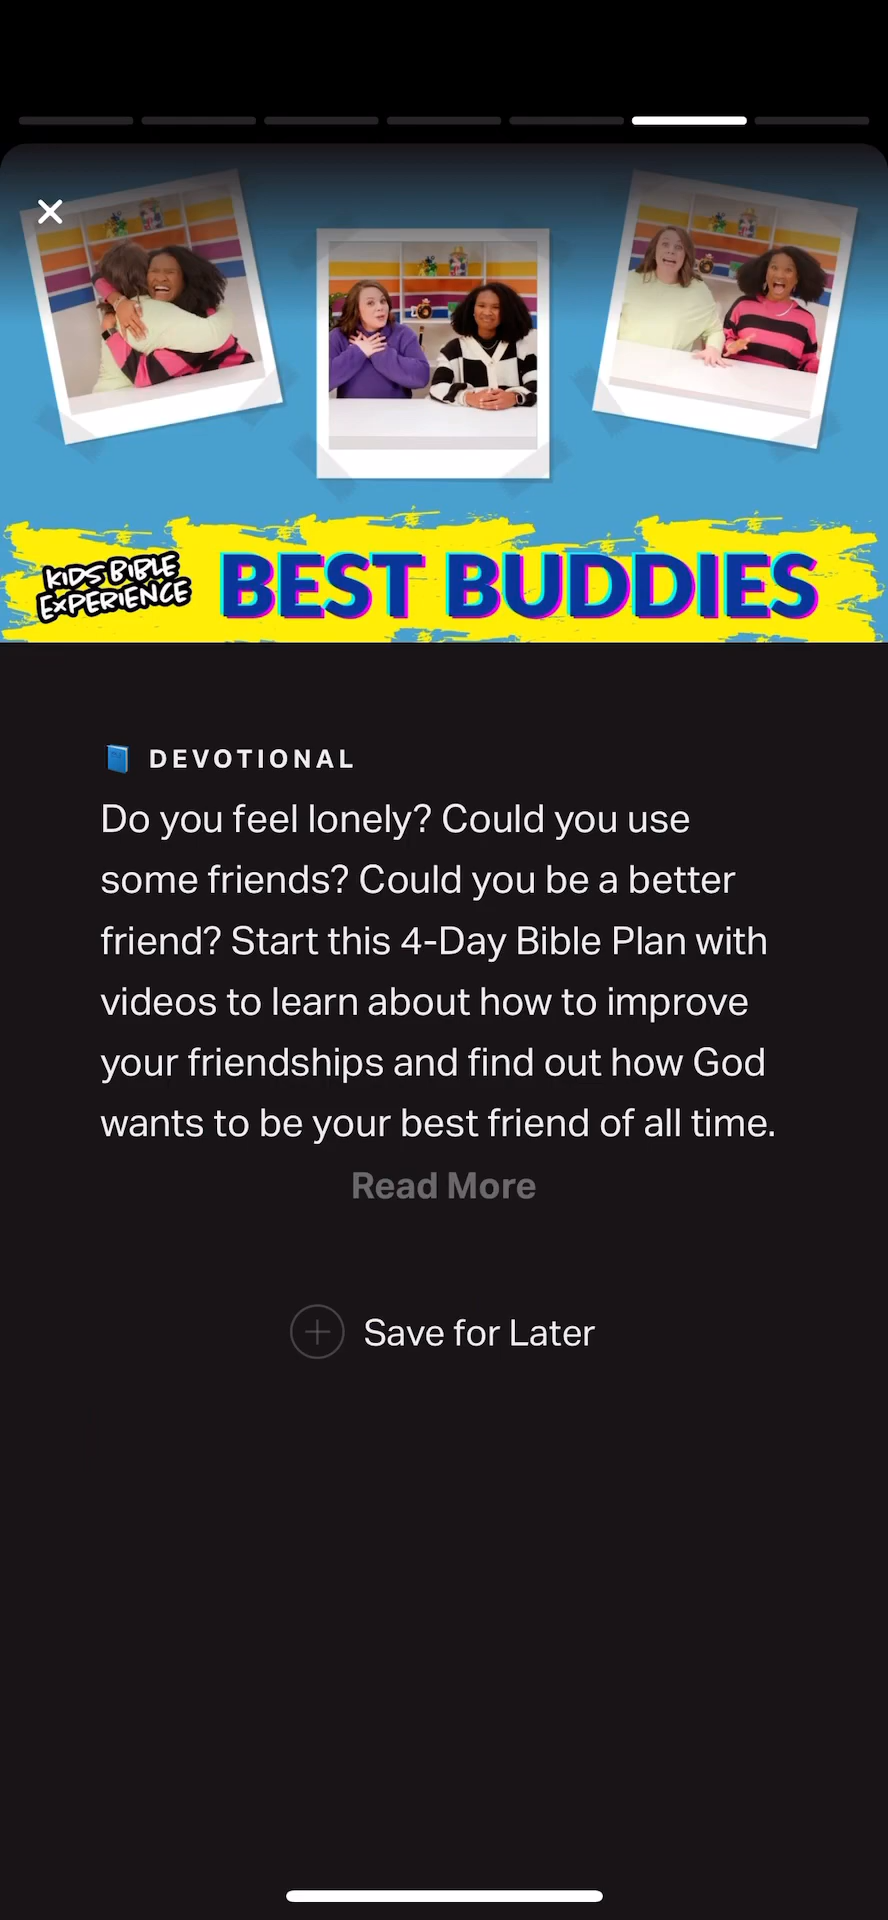 KIDS BIBLE
EXPERIENCE
BEST BUDDIES
DEVOTIONAL
Do you feel lonely? Could you use
some friends? Could you be a better
friend? Start this 4-Day Bible Plan with
videos to learn about how to improve
your friendships and find out how God
wants to be your best friend of all time.
Read More
Save for Later